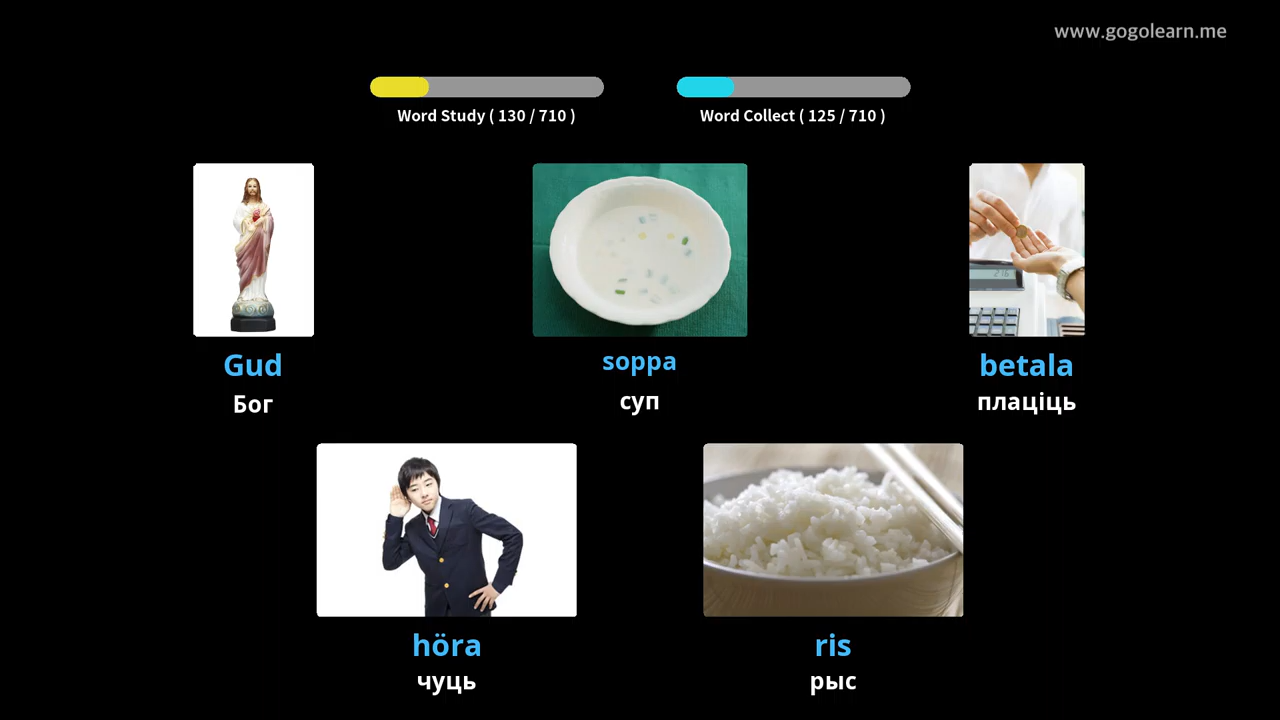 www.gogolearn.me
Word Study ( 130 / 710 )
Word Collect ( 125 / 710 )
Gud
Бог
soppa
суп
betala
плаціць
höra
чуць
ris
рыс